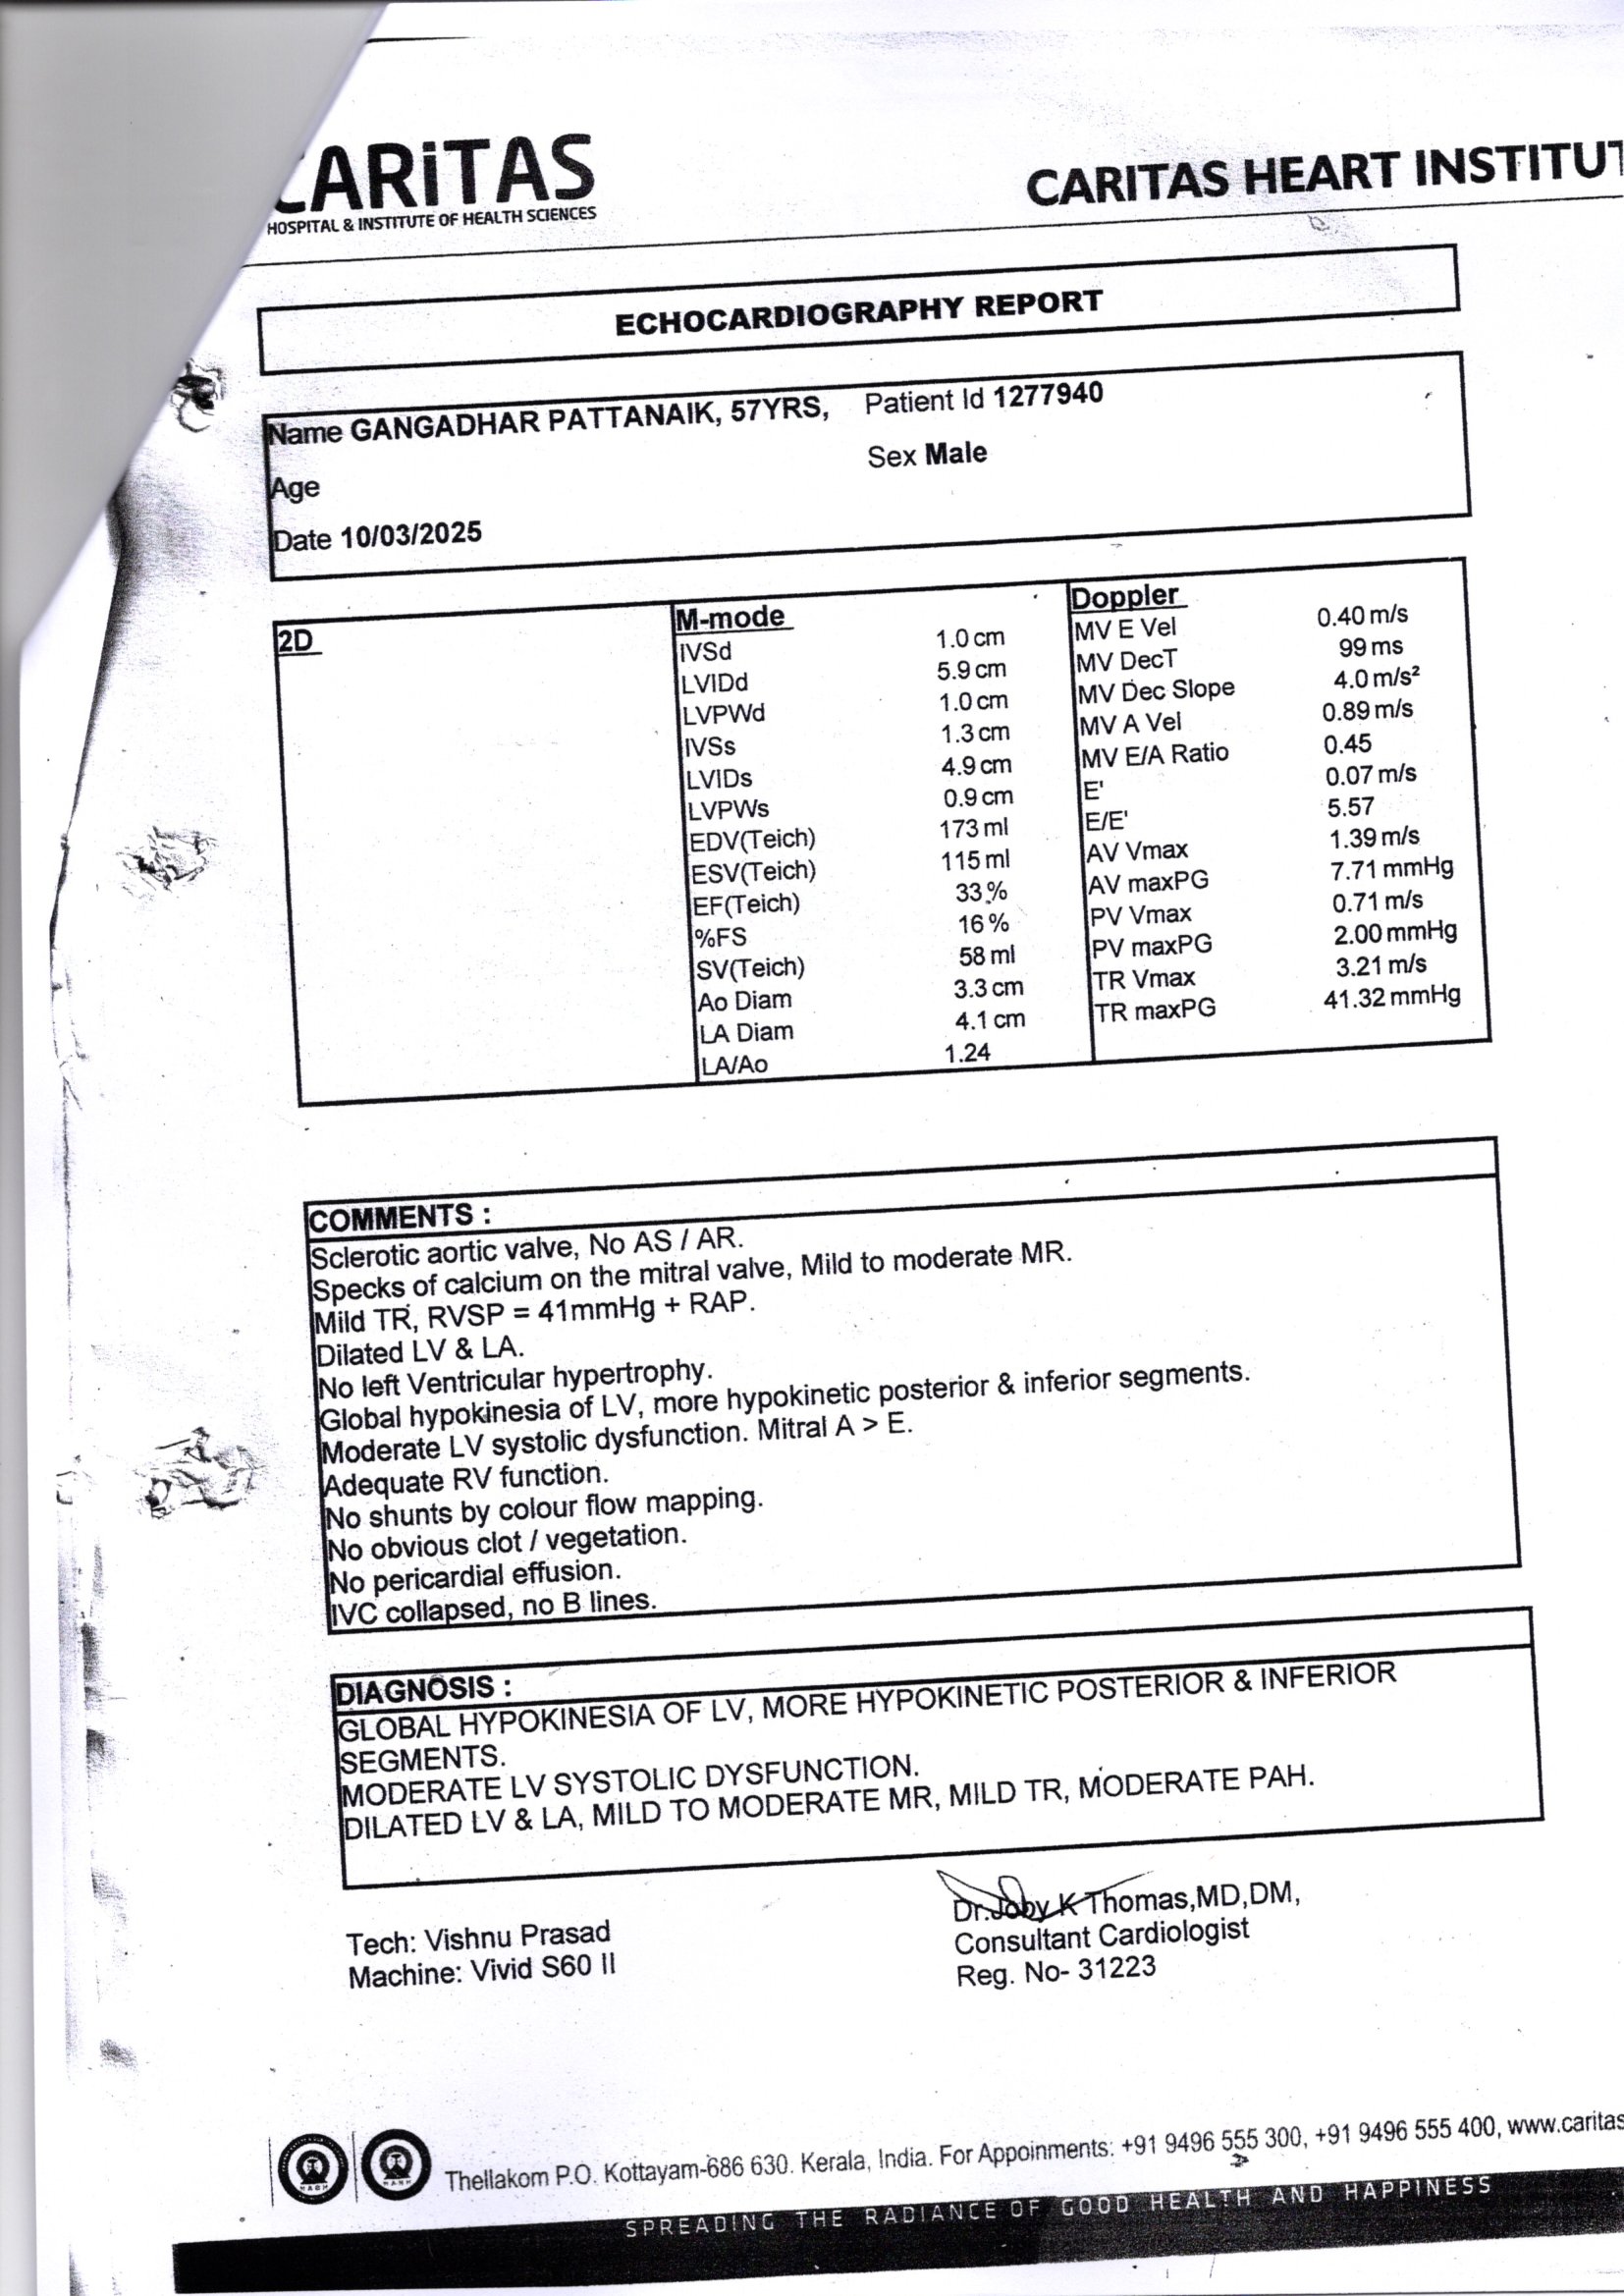 CARiTAS
HOSPITAL & INSTITUTE OF HEALTH SCIENCES
CARITAS HEART
ECHOCARDIOGRAPHY REPORT
Name GANGADHAR PATTANAIK, 57YRS, Patient Id 1277940
Sex Male
Age
Date 10/03/2025
2D
M-mode
IVSd 1.0 cm
LVIDd 5.9 cm
LVPWd 1.0 cm
IVSs 1.3 cm
LVIDs 4.9 cm
LVPWs 0.9 cm
EDV(Teich) 173 ml
ESV(Teich) 115 ml
EF(Teich) 33 %
%FS 16 %
SV(Teich) 58 ml
Ao Diam 3.3 cm
LA Diam 4.1 cm
LA/Ao 1.24
Doppler
MV E Vel 0.40 m/s
MV DecT 99 ms
MV Dec Slope 4.0 m/s²
MV A Vel 0.89 m/s
MV E/A Ratio 0.45
E' 0.07 m/s
E/E' 5.57
AV Vmax 1.39 m/s
AV maxPG 7.71 mmHg
PV Vmax 0.71 m/s
PV maxPG 2.00 mmHg
TR Vmax 3.21 m/s
TR maxPG 41.32 mmHg
COMMENTS :
Sclerotic aortic valve, No AS / AR.
Specks of calcium on the mitral valve, Mild to moderate MR.
Mild TR, RVSP = 41mmHg + RAP.
Dilated LV & LA.
No left Ventricular hypertrophy.
Global hypokinesia of LV, more hypokinetic posterior & inferior segments.
Moderate LV systolic dysfunction. Mitral A > E.
Adequate RV function.
No shunts by colour flow mapping.
No obvious clot / vegetation.
No pericardial effusion.
IVC collapsed, no B lines.
DIAGNOSIS :
GLOBAL HYPOKINESIA OF LV, MORE HYPOKINETIC POSTERIOR & INFERIOR
SEGMENTS.
MODERATE LV SYSTOLIC DYSFUNCTION.
DILATED LV & LA, MILD TO MODERATE MR, MILD TR, MODERATE PAH.
Tech: Vishnu Prasad
Machine: Vivid S60 II
Dr.Joby K Thomas,MD,DM,
Consultant Cardiologist
Reg. No- 31223
Thellakom P.O. Kottayam-686 630. Kerala, India. For Appoinments: +91 9496 555 300, +91 9496 555 400, www.caritas
SPREADING THE RADIANCE OF GOOD HEALTH AND HAPPINESS